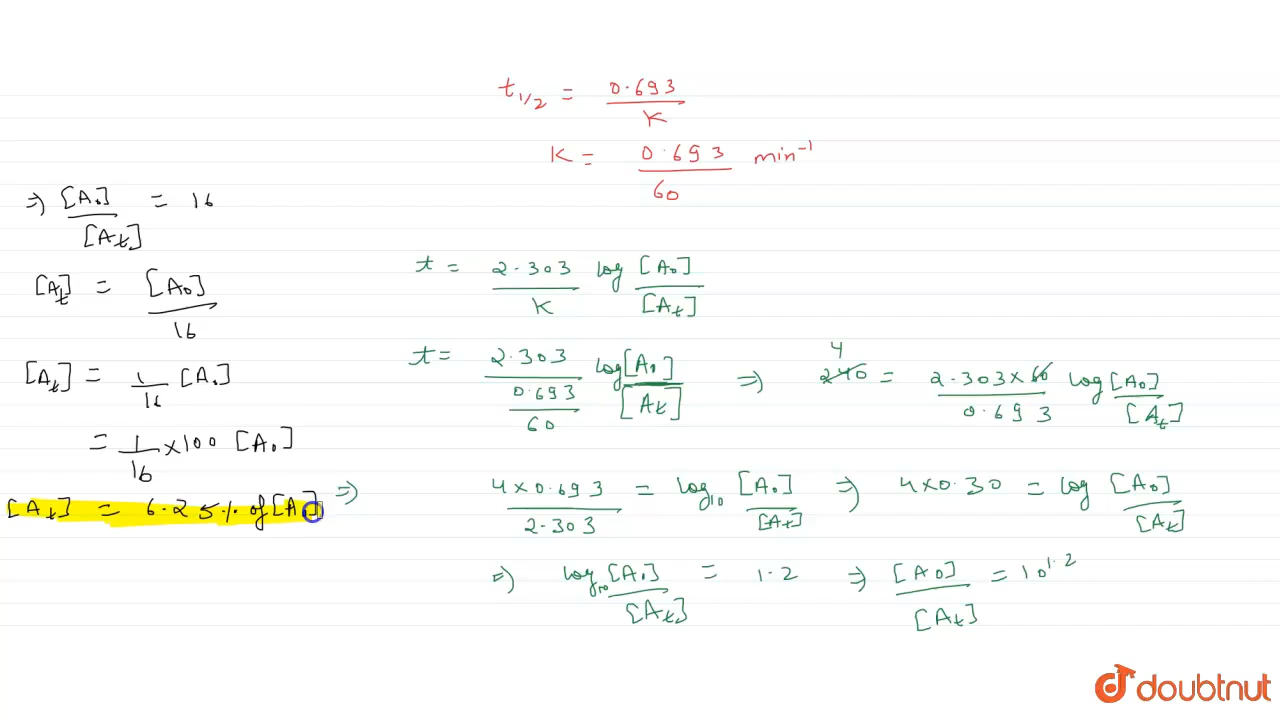 t1/2 = 0.693 / K
K = 0.693 / 60 min⁻¹
t = 2.303 / K log [A0] / [At]
t = 2.303 / (0.693 / 60) log [A0] / [At] ⇒ 240 4 = 2.303 × 60 / 0.693 log [A0] / [At]
⇒ 4 × 0.693 / 2.303 = log10 [A0] / [At] ⇒ 4 × 0.30 = log [A0] / [At]
⇒ log10 [A0] / [At] = 1.2 ⇒ [A0] / [At] = 10^1.2
⇒ [A0] / [At] = 16
[At] = [A0] / 16
[At] = 1 / 16 [A0]
= 1 / 16 × 100 [A0]
[At] = 6.25 % of [A0]
doubtnut